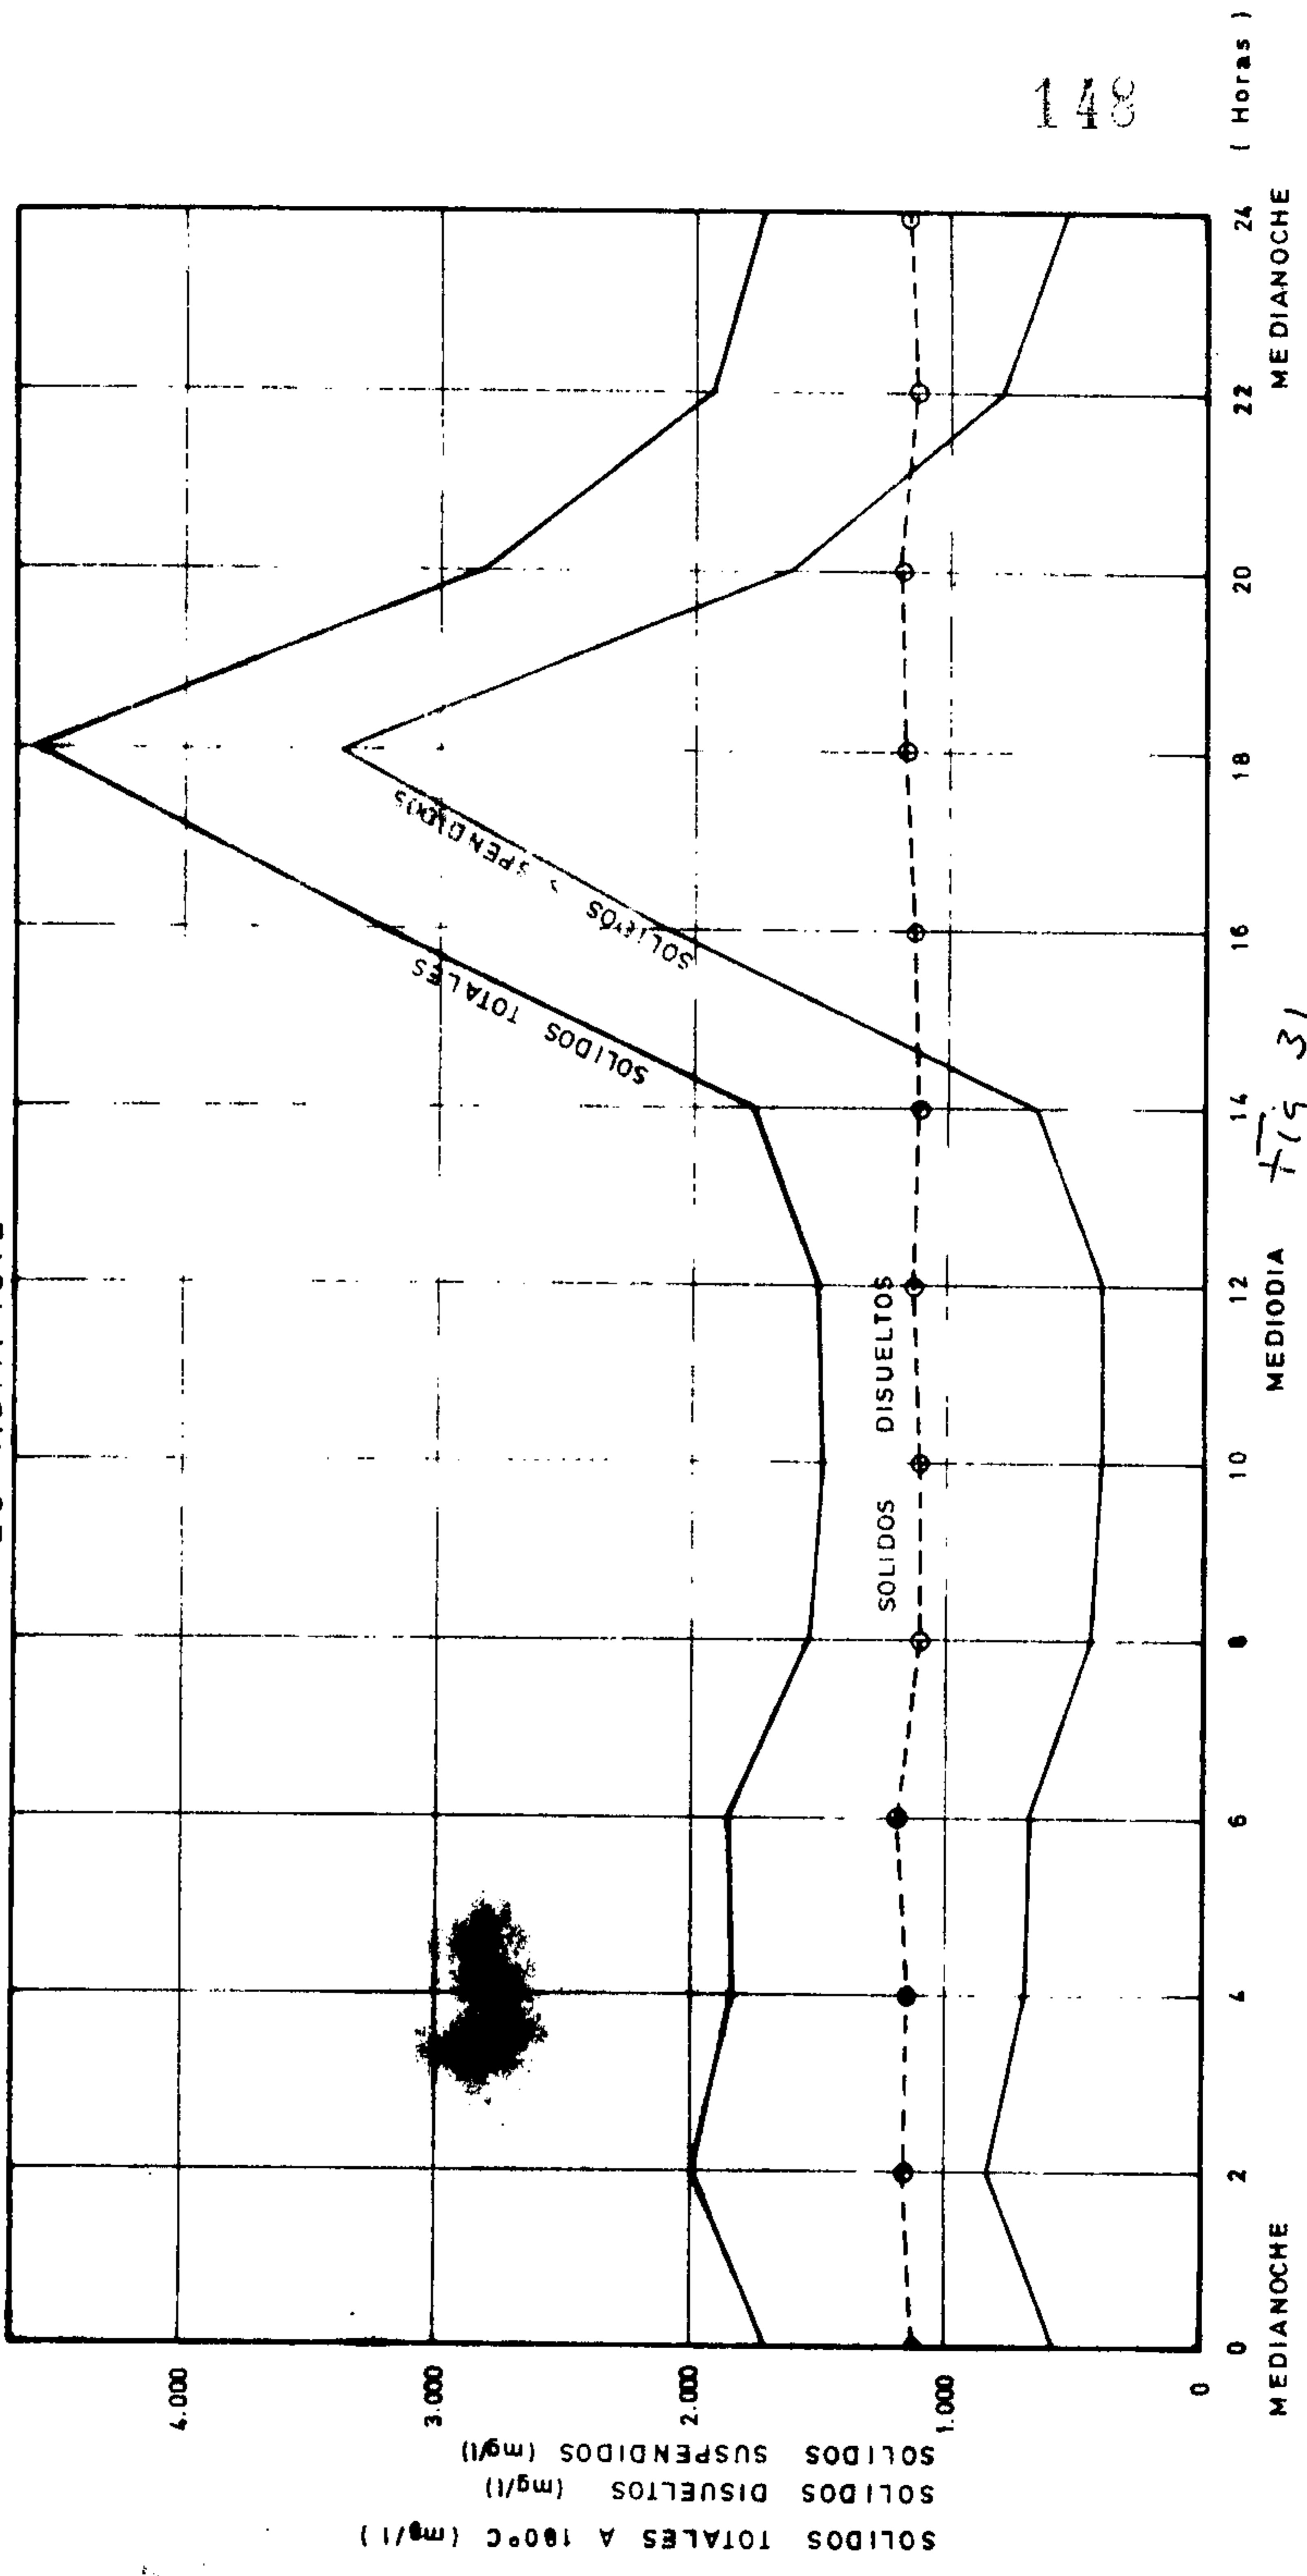 148
SOLIDOS TOTALES A 180°C (mg/l)
SOLIDOS DISUELTOS (mg/l)
SOLIDOS SUSPENDIDOS (mg/l)
4.000
3.000
2.000
1.000
0
SOLIDOS TOTALES
SOLIDOS
SOLIDOS DISUELTOS
0 2 4 6 8 10 12 14 16 18 20 22 24 (Horas)
MEDIANOCHE MEDIODIA MEDIANOCHE
Fig 31